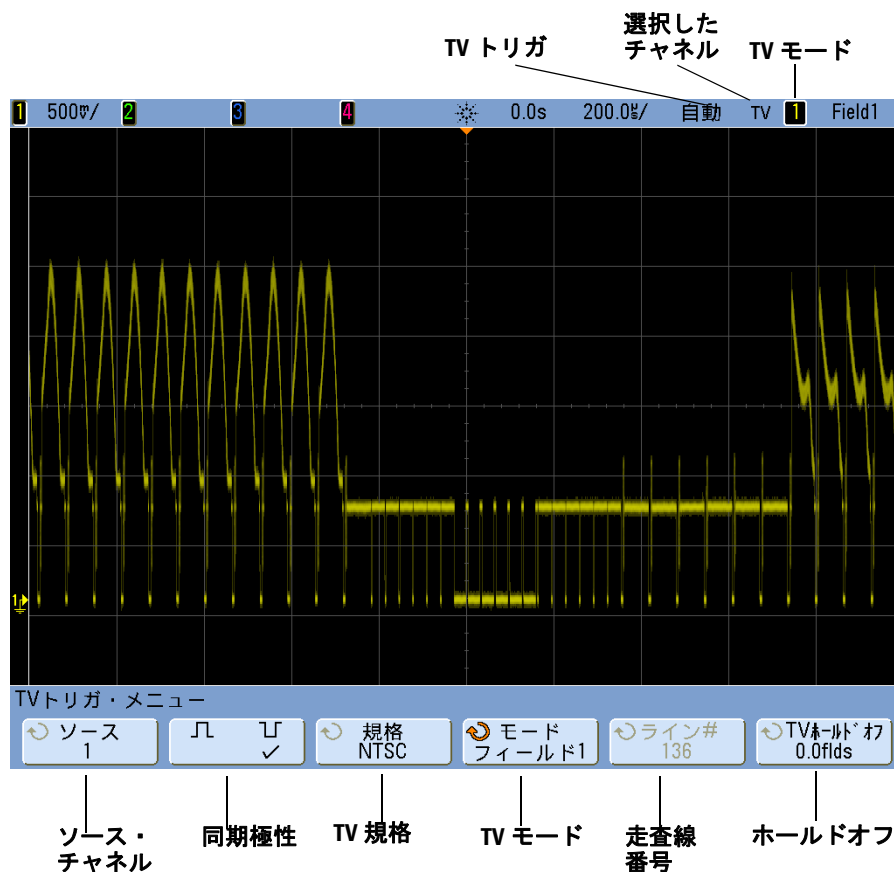 TV トリガ
選択した
チャネル
TV モード
1 500㎷/ 2 3 4 0.0s 200.0㎲/ 自動 TV 1 Field1
1
TVトリガ・メニュー
ソース
1
規格
NTSC
モード
フィールド1
ライン#
136
TVホールドオフ
0.0flds
ソース・
チャネル
同期極性
TV 規格
TV モード
走査線
番号
ホールドオフ